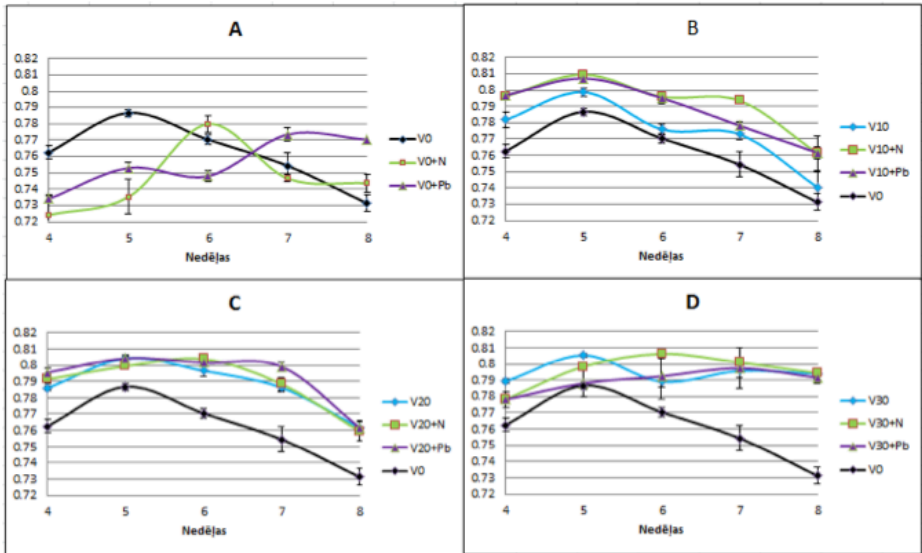 A
0.82
0.81
0.8
0.79
0.78
0.77
0.76
0.75
0.74
0.73
0.72
4 5 6 7 8
Nedēļas
V0
V0+N
V0+Pb
B
0.82
0.81
0.8
0.79
0.78
0.77
0.76
0.75
0.74
0.73
0.72
4 5 6 7 8
Nedēļas
V10
V10+N
V10+Pb
V0
C
0.82
0.81
0.8
0.79
0.78
0.77
0.76
0.75
0.74
0.73
0.72
4 5 6 7 8
Nedēļas
V20
V20+N
V20+Pb
V0
D
0.82
0.81
0.8
0.79
0.78
0.77
0.76
0.75
0.74
0.73
0.72
4 5 6 7 8
Nedēļas
V30
V30+N
V30+Pb
V0